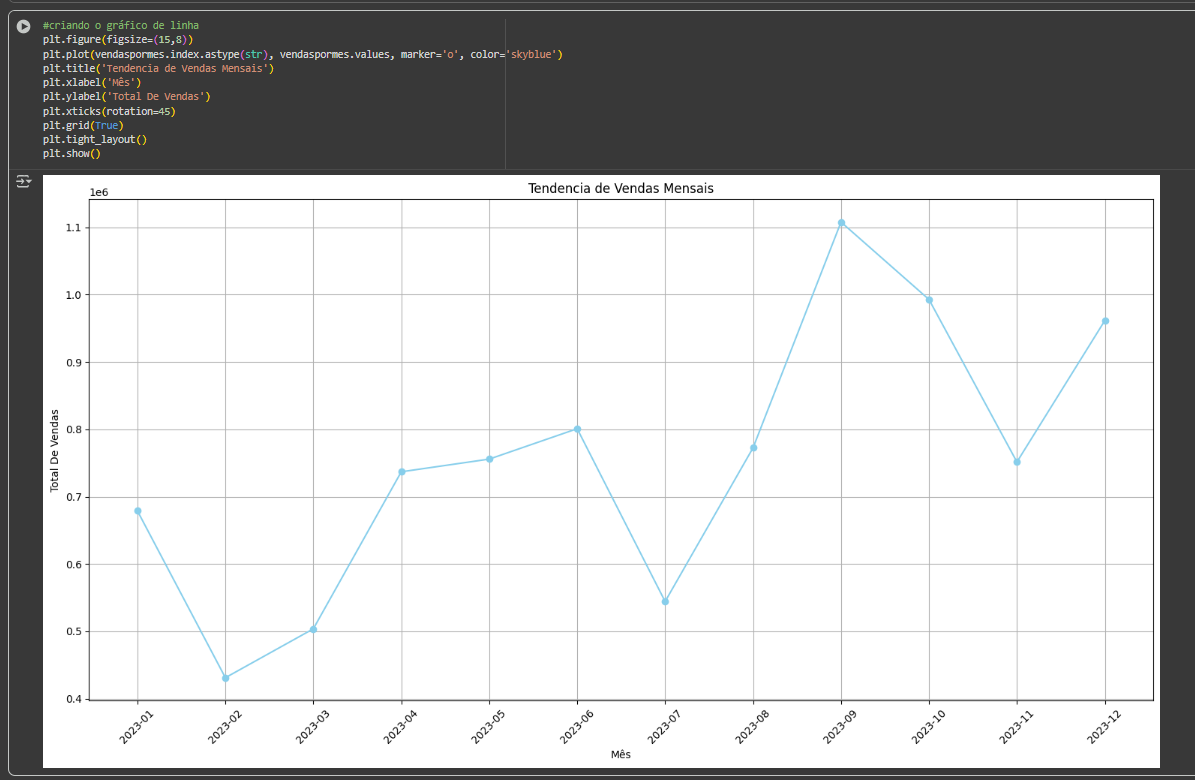 #criando o gráfico de linha
plt.figure(figsize=(15,8))
plt.plot(vendaspormes.index.astype(str), vendaspormes.values, marker='o', color='skyblue')
plt.title('Tendencia de Vendas Mensais')
plt.xlabel('Mês')
plt.ylabel('Total De Vendas')
plt.xticks(rotation=45)
plt.grid(True)
plt.tight_layout()
plt.show()
Tendencia de Vendas Mensais
1e6
1.1
1.0
0.9
0.8
0.7
0.6
0.5
0.4
Total De Vendas
2023-01
2023-02
2023-03
2023-04
2023-05
2023-06
2023-07
2023-08
2023-09
2023-10
2023-11
2023-12
Mês